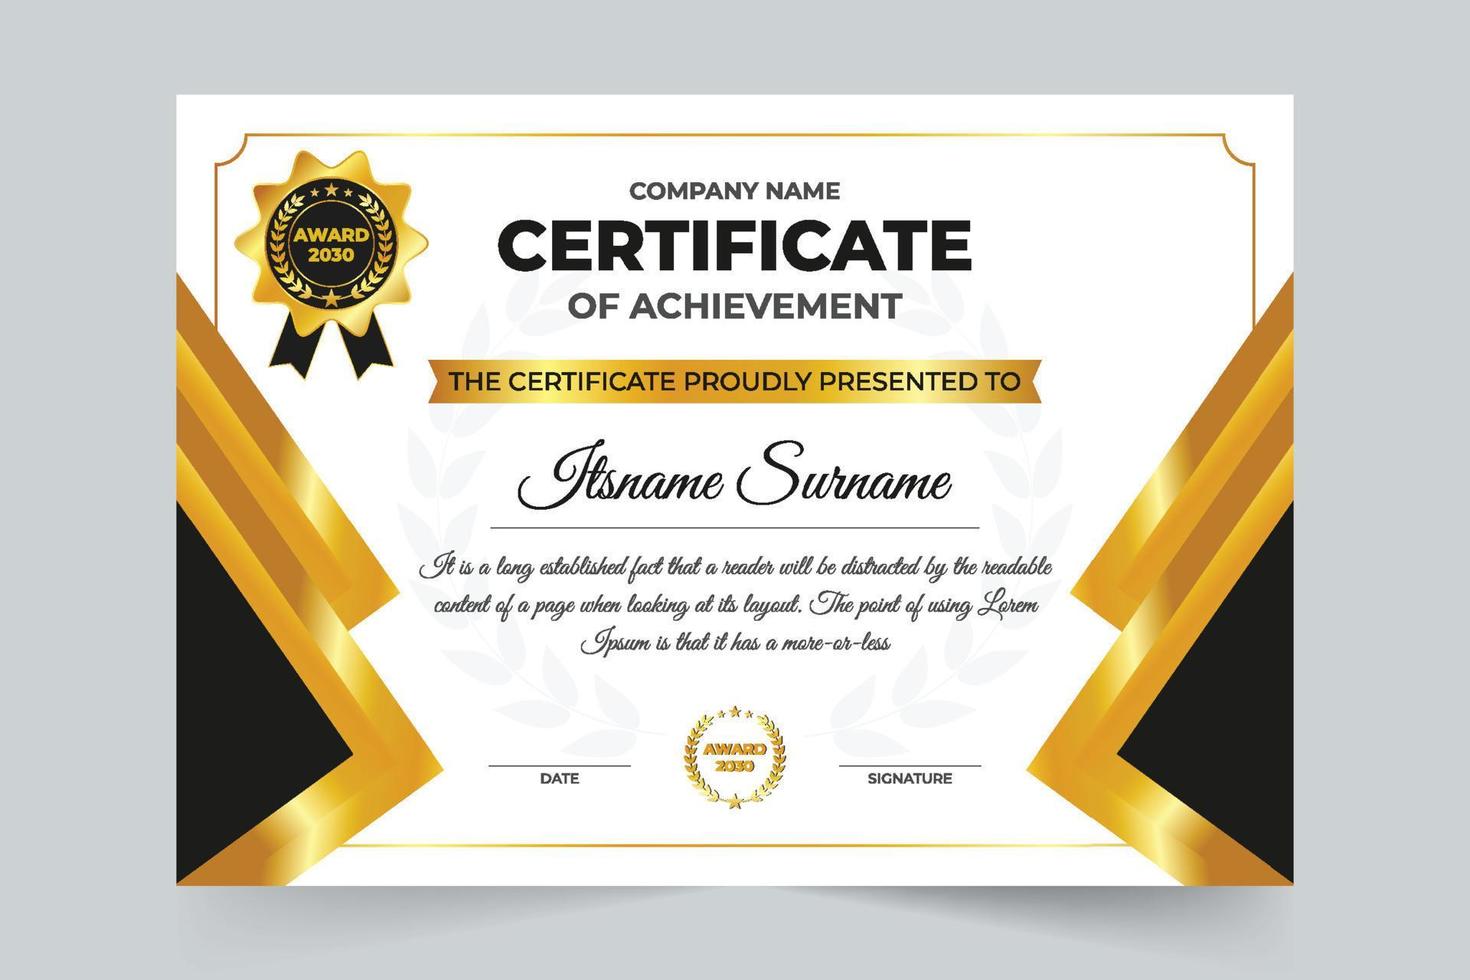 COMPANY NAME
CERTIFICATE
OF ACHIEVEMENT
AWARD
2030
THE CERTIFICATE PROUDLY PRESENTED TO
Itsname Surname
It is a long established fact that a reader will be distracted by the readable
content of a page when looking at its layout. The point of using Lorem
Ipsum is that it has a more-or-less
AWARD
2030
DATE
SIGNATURE